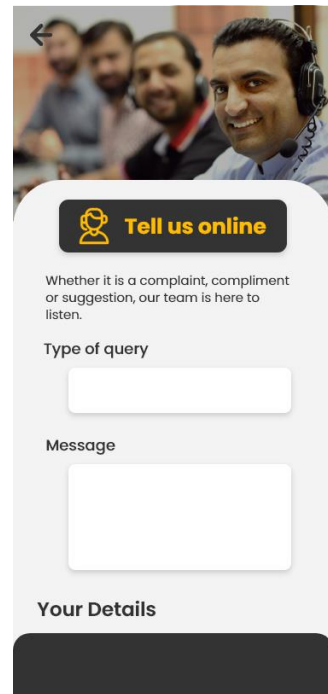 Tell us online
Whether it is a complaint, compliment
or suggestion, our team is here to
listen.
Type of query
Message
Your Details